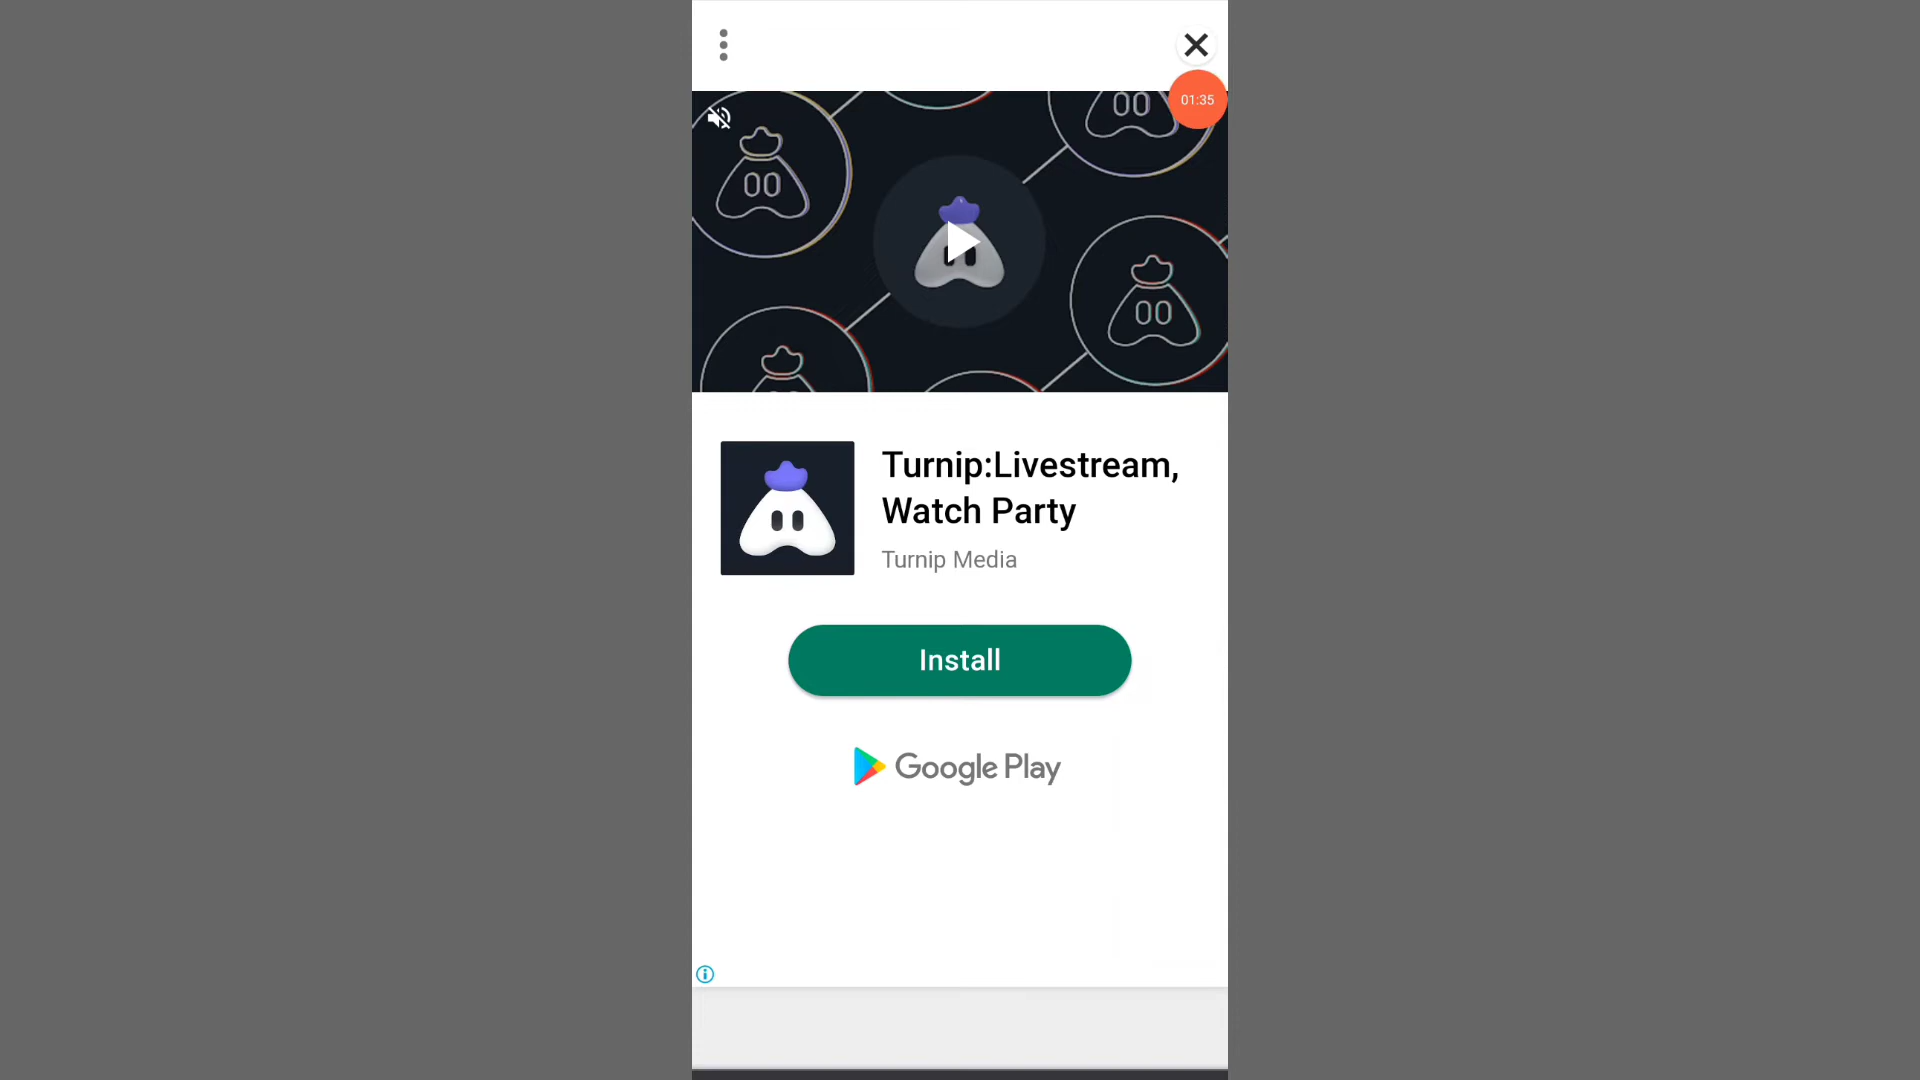 01:35
Turnip:Livestream,
Watch Party
Turnip Media
Install
Google Play